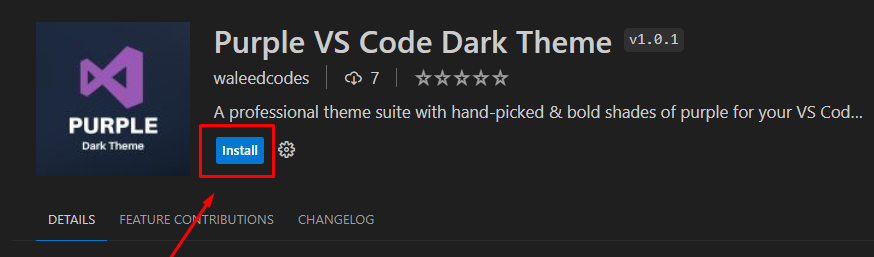 Purple VS Code Dark Theme v1.0.1
waleedcodes 7
A professional theme suite with hand-picked & bold shades of purple for your VS Cod...
PURPLE
Dark Theme
Install
DETAILS FEATURE CONTRIBUTIONS CHANGELOG